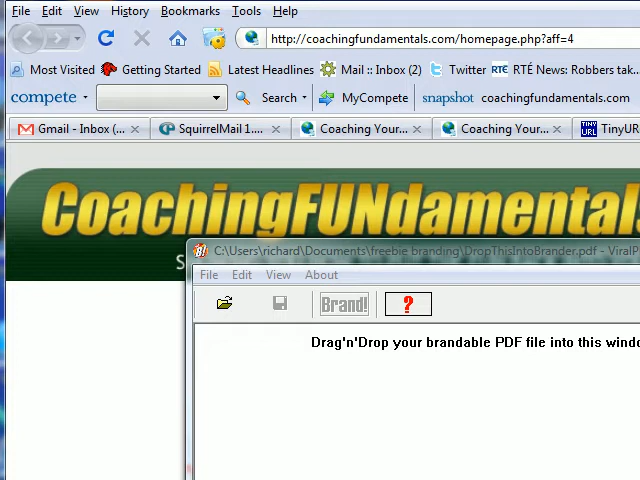 File Edit View History Bookmarks Tools Help
http://coachingfundamentals.com/homepage.php?aff=4
Most Visited Getting Started Latest Headlines Mail :: Inbox (2) Twitter RTÉ News: Robbers tak...
compete Search MyCompete snapshot coachingfundamentals.com
Gmail - Inbox (... SquirrelMail 1.... Coaching Your... Coaching Your... TINY URL TinyUR
CoachingFUNdamentals
S
C:\Users\richard\Documents\freebie branding\DropThisIntoBrander.pdf - ViralP
File Edit View About
Brand! ?
Drag'n'Drop your brandable PDF file into this windo